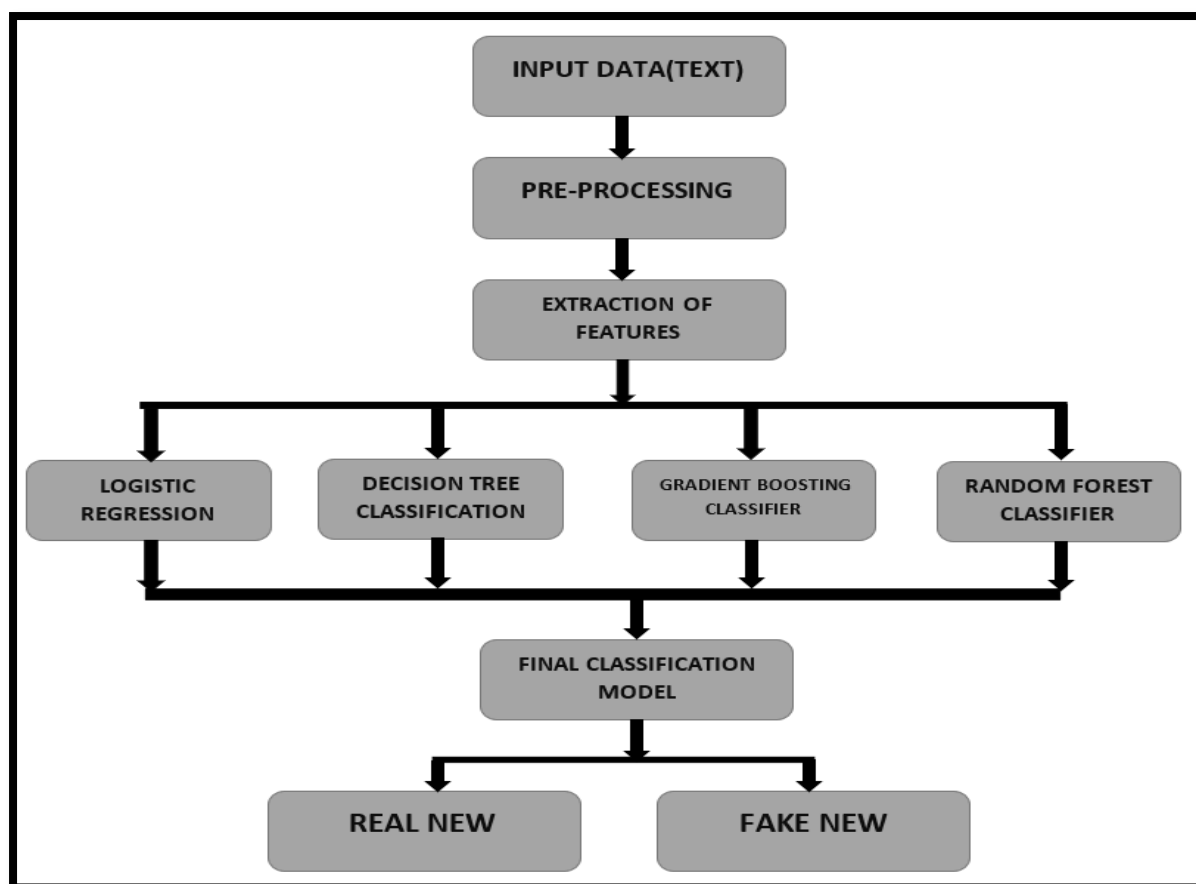 INPUT DATA(TEXT)
PRE-PROCESSING
EXTRACTION OF
FEATURES
LOGISTIC
REGRESSION
DECISION TREE
CLASSIFICATION
GRADIENT BOOSTING
CLASSIFIER
RANDOM FOREST
CLASSIFIER
FINAL CLASSIFICATION
MODEL
REAL NEW
FAKE NEW